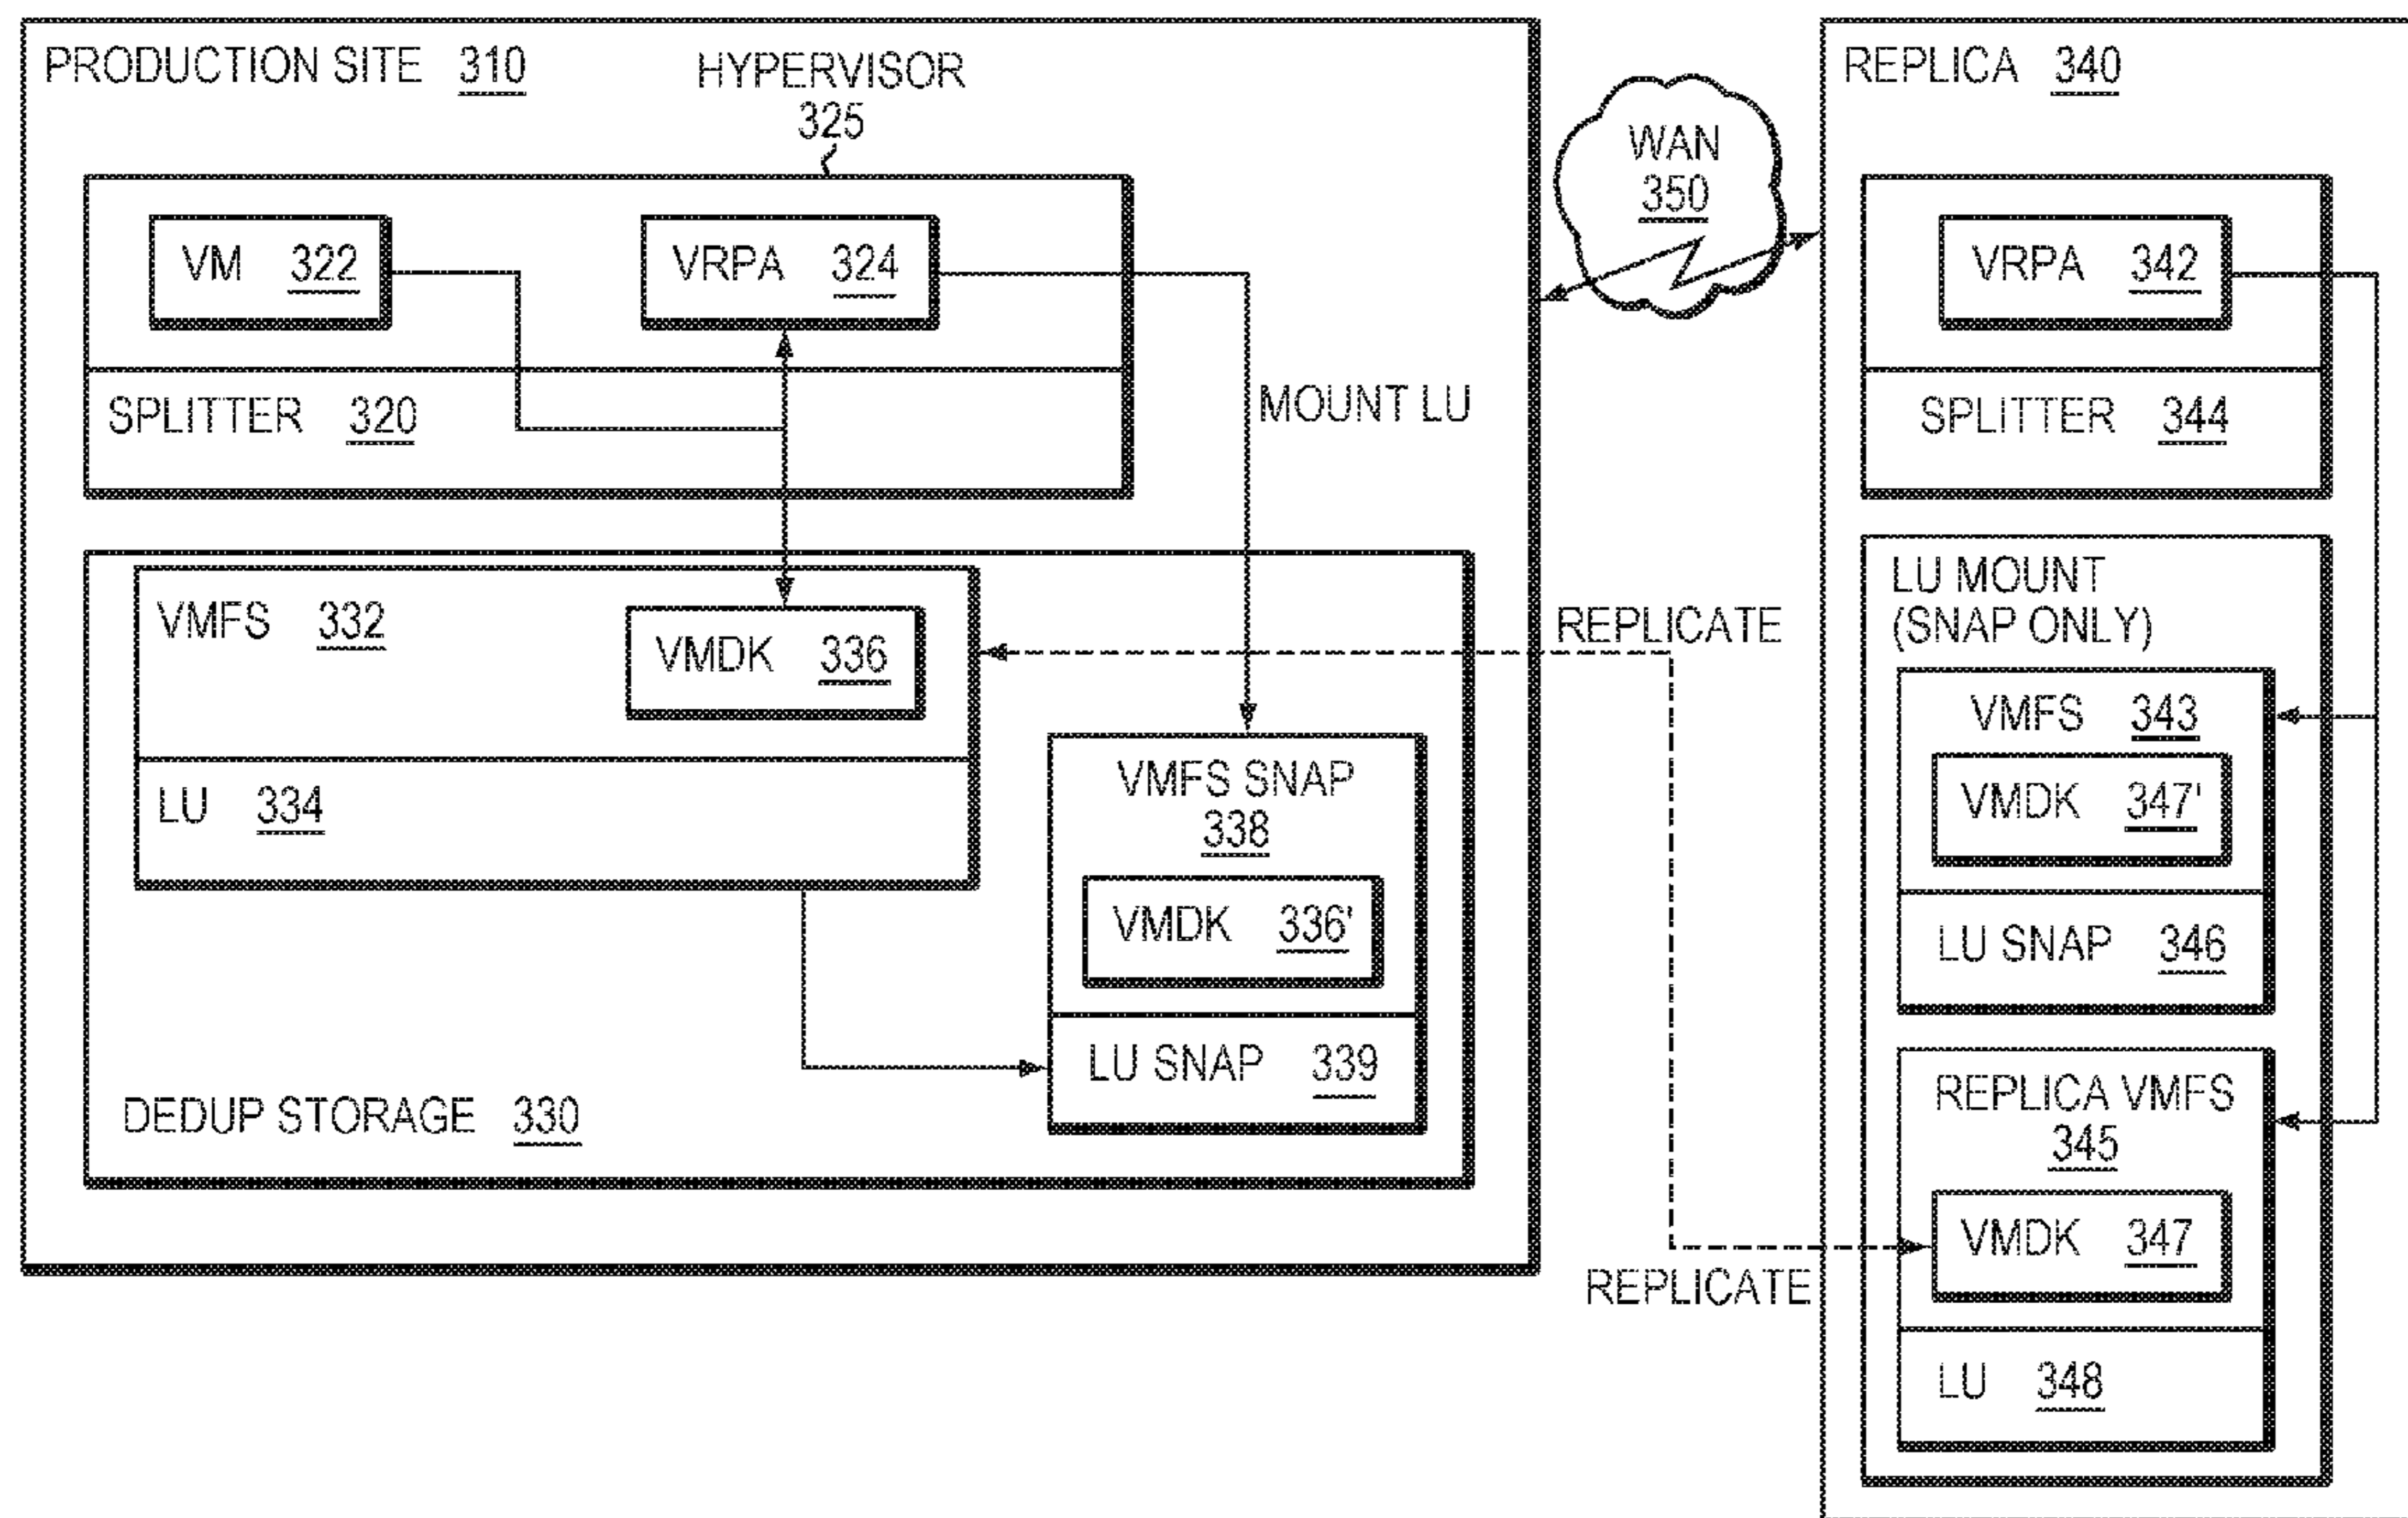 PRODUCTION SITE 310
HYPERVISOR
325
VM 322
VRPA 324
SPLITTER 320
MOUNT LU
VMFS 332
VMDK 336
LU 334
VMFS SNAP
338
VMDK 336'
LU SNAP 339
DEDUP STORAGE 330
WAN
350
REPLICATE
REPLICATE
REPLICA 340
VRPA 342
SPLITTER 344
LU MOUNT
(SNAP ONLY)
VMFS 343
VMDK 347'
LU SNAP 346
REPLICA VMFS
345
VMDK 347
LU 348